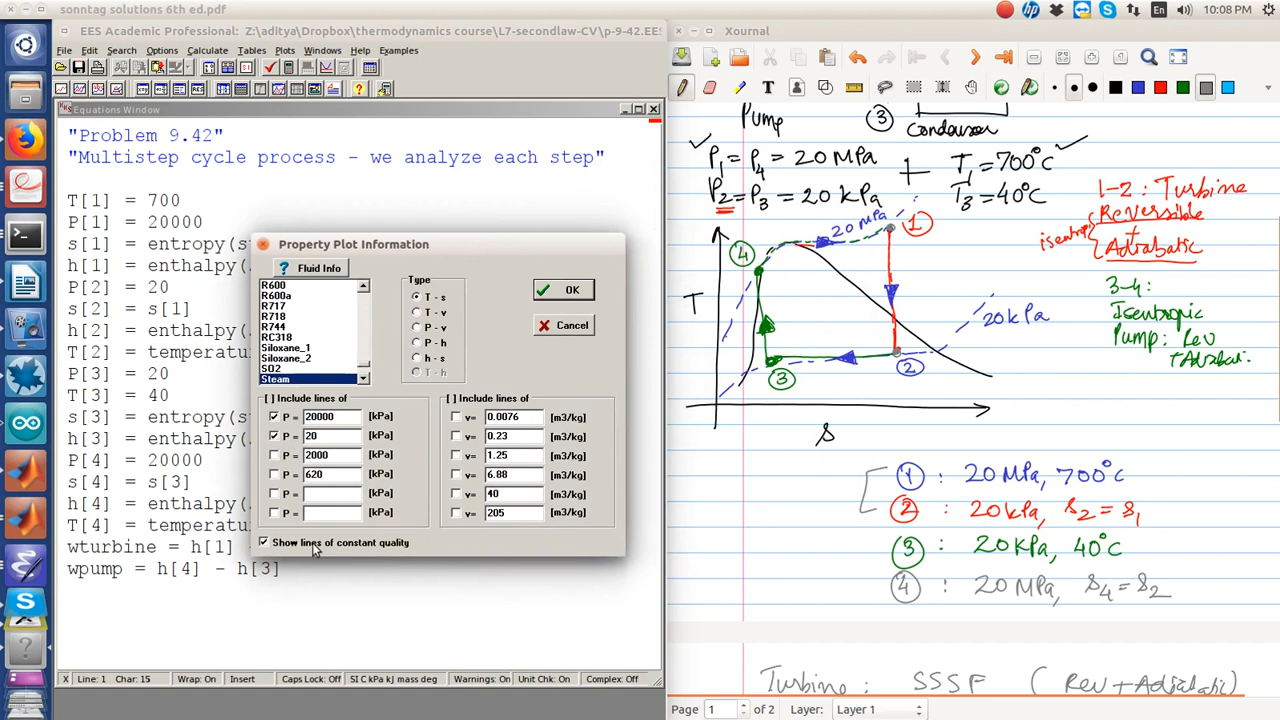 sonntag solutions 6th ed.pdf
En 10:08 PM
EES Academic Professional: Z:\aditya\Dropbox\thermodynamics course\L7-secondlaw-CV\p-9-42.EES
Xournal
File Edit Search Options Calculate Tables Plots Windows Help Examples
Equations Window
"Problem 9.42"
"Multistep cycle process - we analyze each step"
T[1] = 700
P[1] = 20000
s[1] = entropy(st
h[1] = enthalpy(
P[2] = 20
s[2] = s[1]
h[2] = enthalpy(
T[2] = temperatu
P[3] = 20
T[3] = 40
s[3] = entropy(s
h[3] = enthalpy(
P[4] = 20000
s[4] = s[3]
h[4] = enthalpy(
T[4] = temperatu
wturbine = h[1]
wpump = h[4] - h[3]
Property Plot Information
? Fluid Info
R600
R600a
R717
R718
R744
RC318
Siloxane_1
Siloxane_2
SO2
Steam
Type
T - s
T - v
P - v
P - h
h - s
T - h
OK
Cancel
[ ] Include lines of
P = 20000 [kPa]
P = 20 [kPa]
P = 2000 [kPa]
P = 620 [kPa]
P = [kPa]
P = [kPa]
[ ] Include lines of
v= 0.0076 [m3/kg]
v= 0.23 [m3/kg]
v= 1.25 [m3/kg]
v= 6.88 [m3/kg]
v= 40 [m3/kg]
v= 205 [m3/kg]
Show lines of constant quality
X Line: 1 Char: 15 Wrap: On Insert Caps Lock: Off SI C kPa kJ mass deg Warnings: On Unit Chk: On Complex: Off
Pump
③
Condenser
P1 = P4 = 20 MPa + T1 = 700°C
P2 = P3 = 20 kPa T3 = 40°C
1-2: Turbine
isentropic
Reversible
+
Adiabatic
3-4:
Isentropic
Pump: Rev
+Adiabati.
20 MPa
①
④
T
20 kPa
③
②
s
① : 20 MPa, 700°C
② : 20 kPa, s2 = s1
③ : 20 kPa, 40°C
④ : 20 MPa, s4 = s2
Turbine: SSSF (Rev + Adiabatic)
Page 1 of 2 Layer: Layer 1